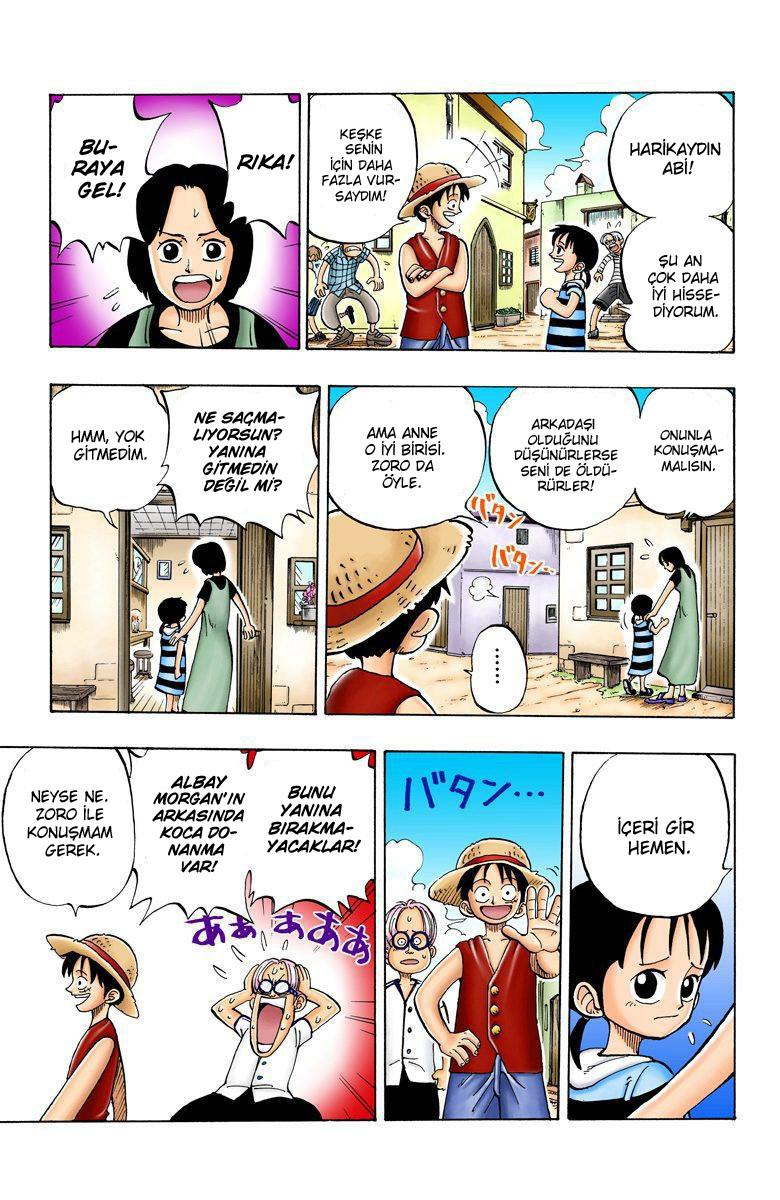 HARİKAYDIN
ABİ!
ŞU AN
ÇOK DAHA
İYİ HİSSE-
DİYORUM.
KEŞKE
SENİN
İÇİN DAHA
FAZLA VUR-
SAYDIM!
RIKA!
BU-
RAYA
GEL!
ONUNLA
KONUŞMA-
MALISIN.
ARKADAŞI
OLDUĞUNU
DÜŞÜNÜRLERSE
SENİ DE ÖLDÜ-
RÜRLER!
AMA ANNE
O İYİ BİRİSİ.
ZORO DA
ÖYLE.
バタン
バタン…
……
NE SAÇMA-
LIYORSUN?
YANINA
GİTMEDİN
DEĞİL Mİ?
HMM, YOK
GİTMEDİM.
İÇERİ GİR
HEMEN.
バタン…
BUNU
YANINA
BIRAKMA-
YACAKLAR!
ALBAY
MORGAN'IN
ARKASINDA
KOCA DO-
NANMA
VAR!
あああああ
NEYSE NE.
ZORO İLE
KONUŞMAM
GEREK.